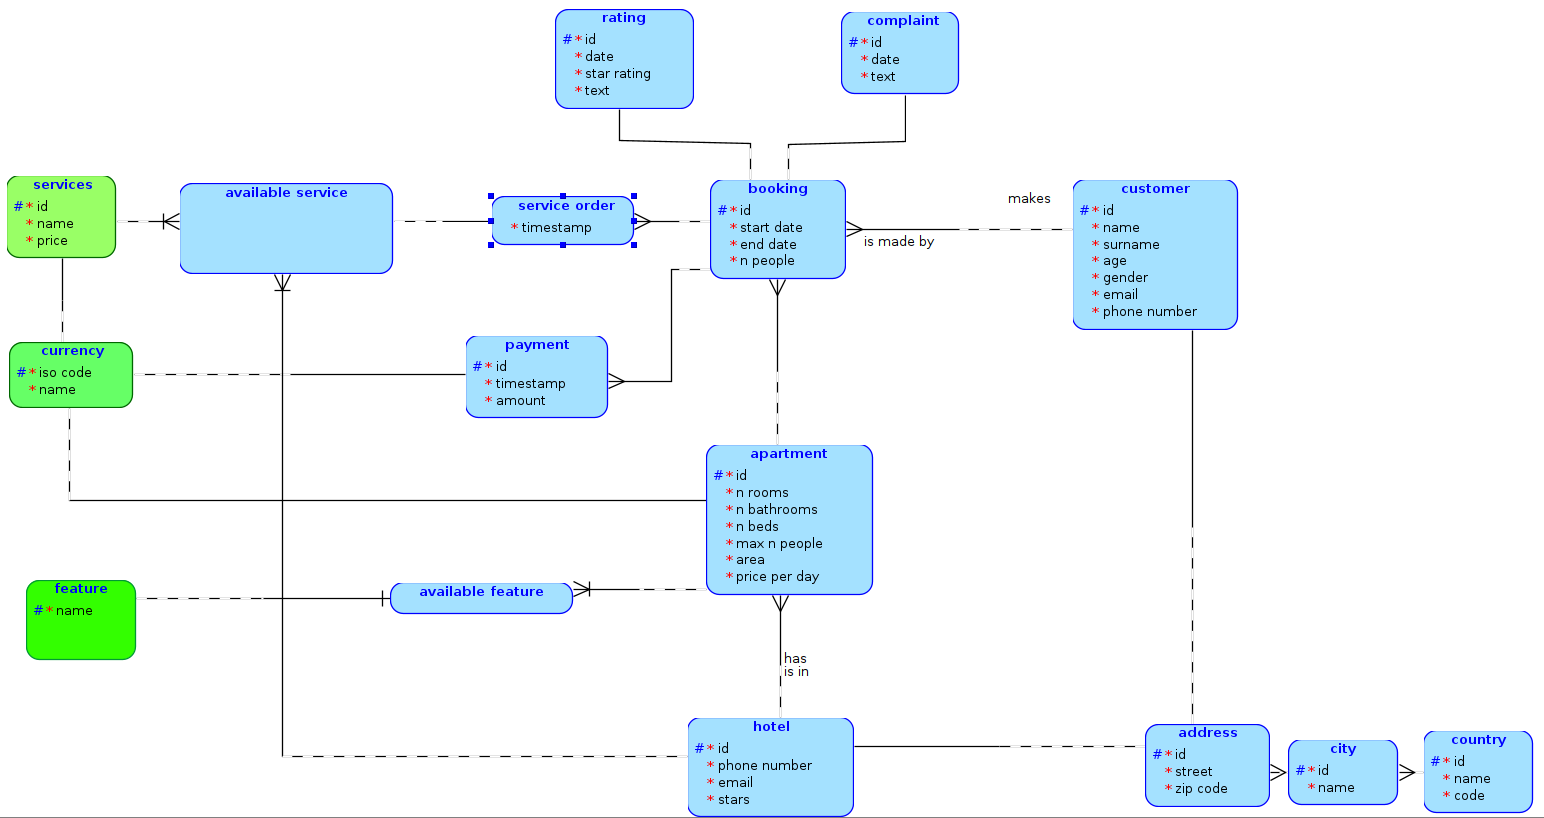 rating
#* id
* date
* star rating
* text
complaint
#* id
* date
* text
services
#* id
* name
* price
available service
service order
* timestamp
booking
#* id
* start date
* end date
* n people
makes
is made by
customer
#* id
* name
* surname
* age
* gender
* email
* phone number
currency
#* iso code
* name
payment
#* id
* timestamp
* amount
apartment
#* id
* n rooms
* n bathrooms
* n beds
* max n people
* area
* price per day
feature
#* name
available feature
has
is in
hotel
#* id
* phone number
* email
* stars
address
#* id
* street
* zip code
city
#* id
* name
country
#* id
* name
* code